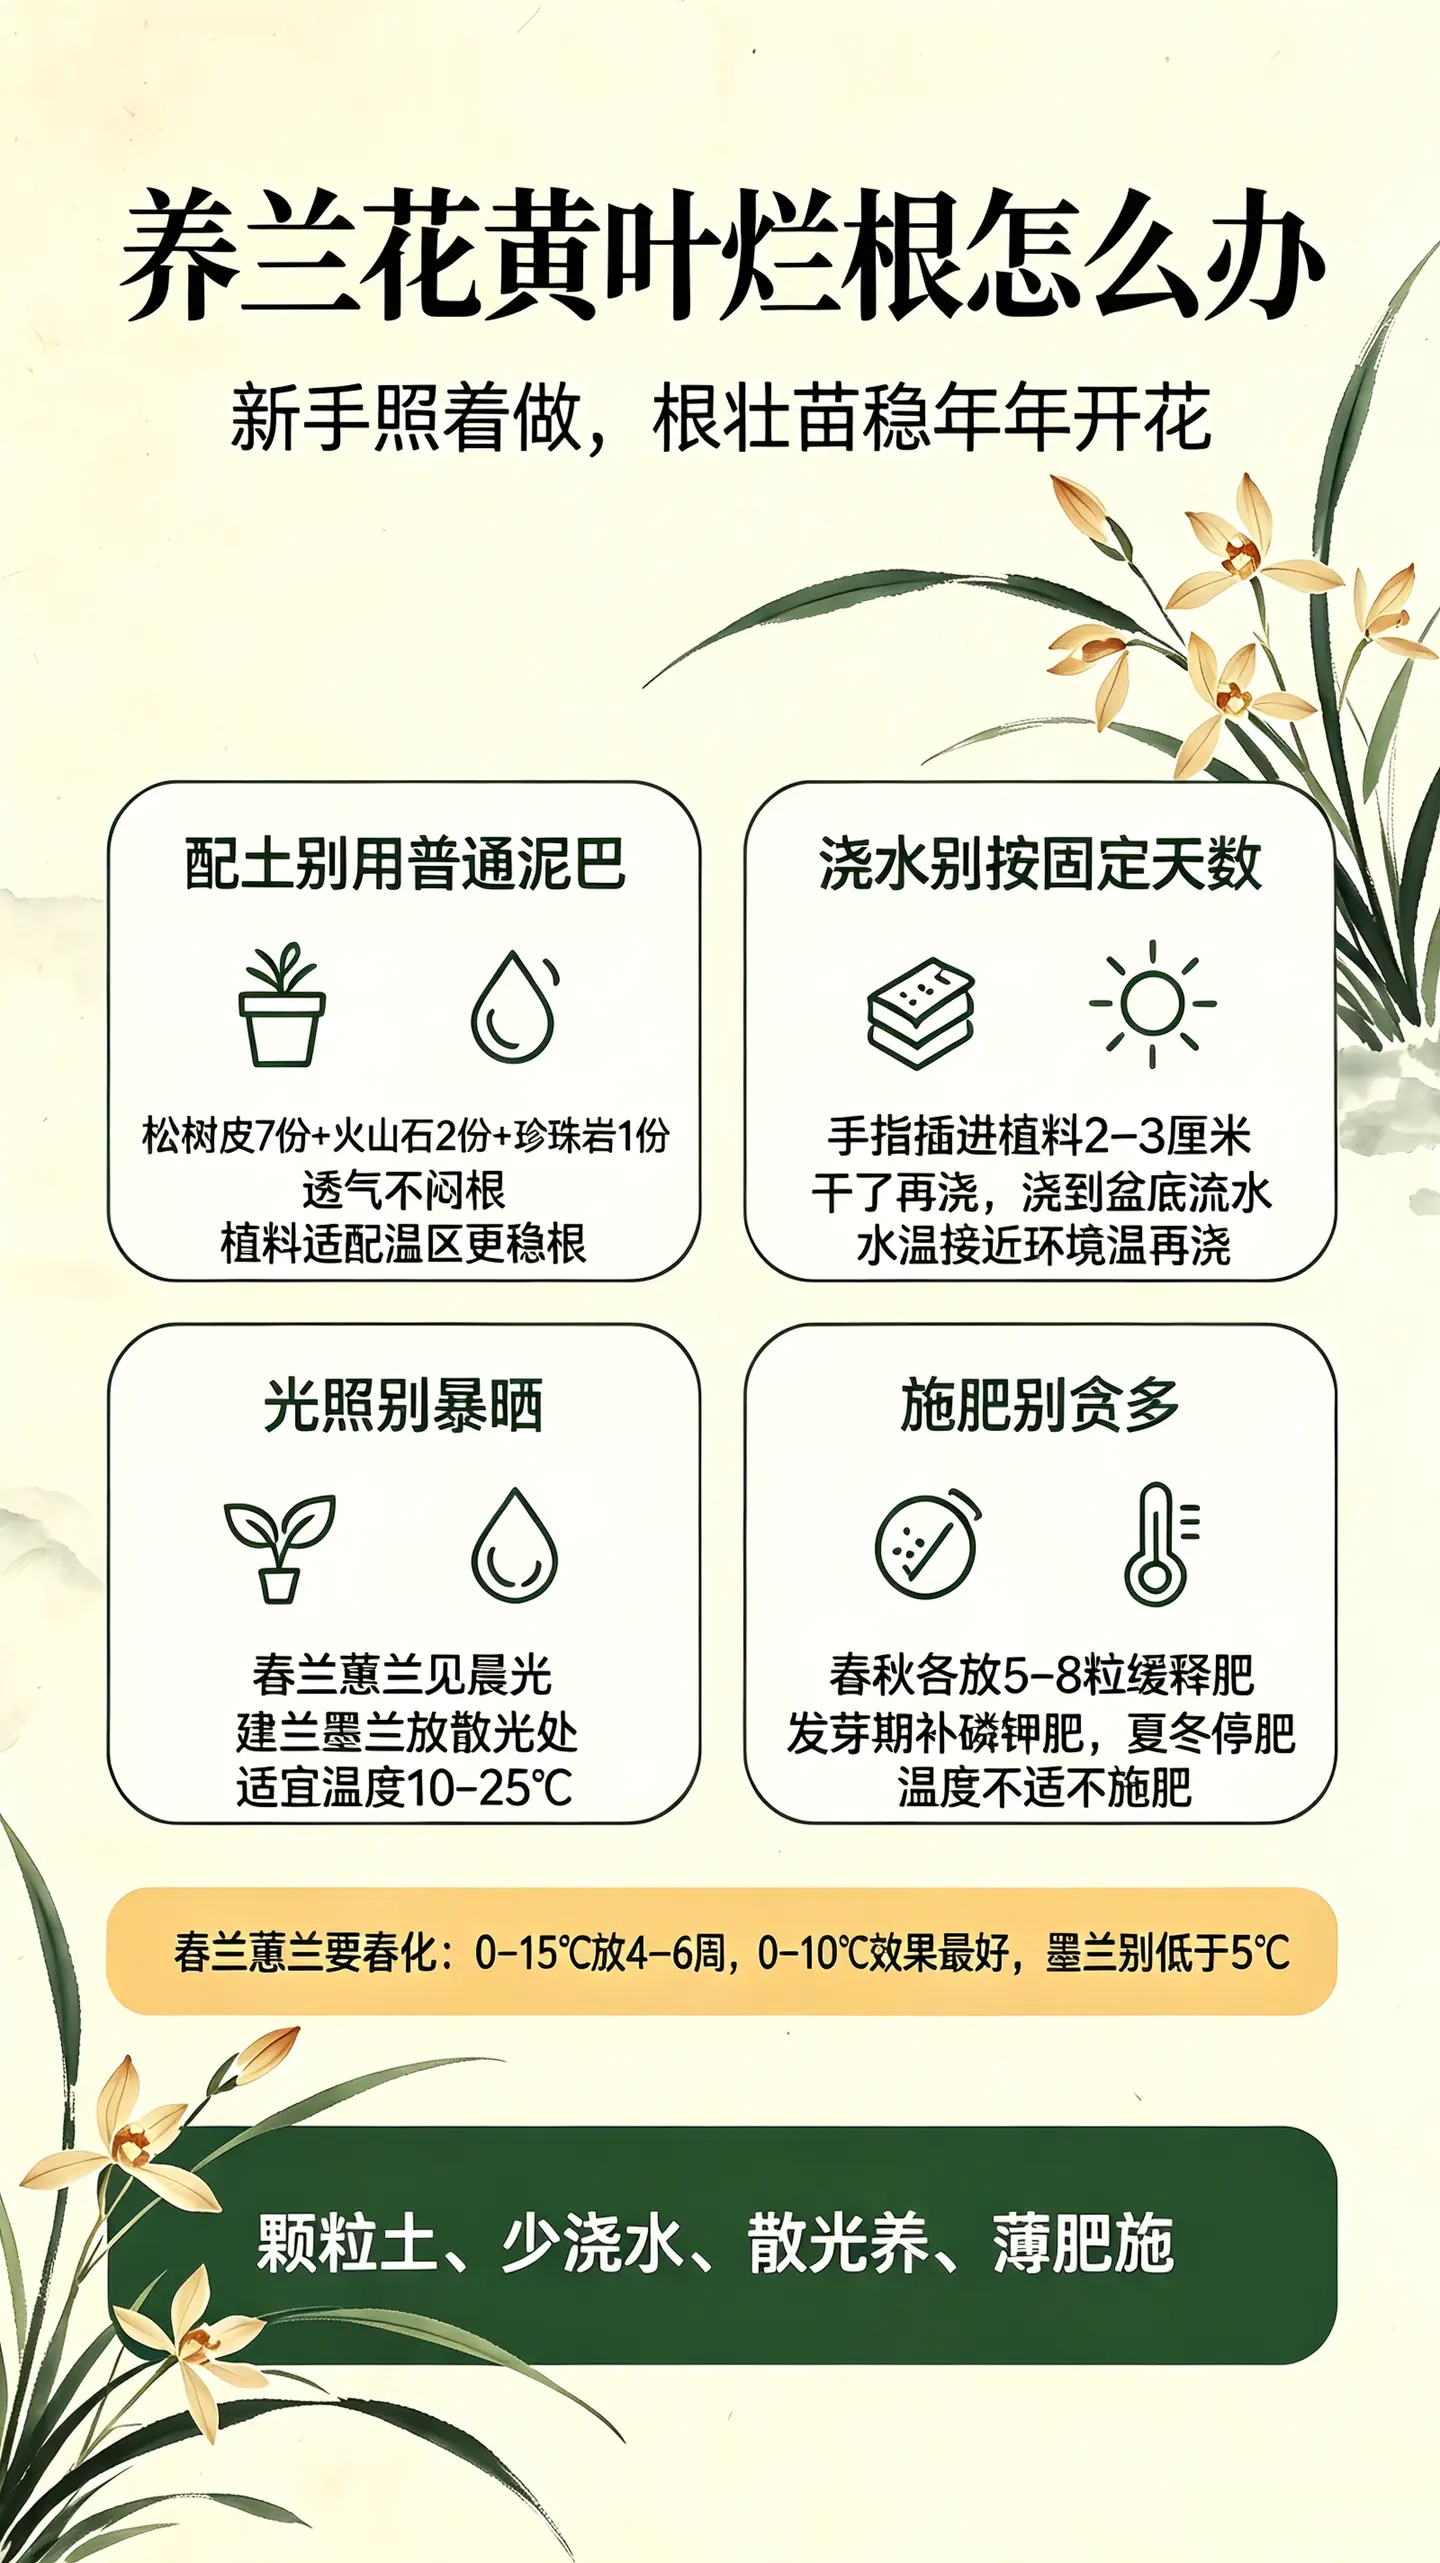 养兰花黄叶烂根怎么办
新手照着做，根壮苗稳年年开花
配土别用普通泥巴
松树皮7份+火山石2份+珍珠岩1份
透气不闷根
植料适配温区更稳根
浇水别按固定天数
手指插进植料2–3厘米
干了再浇，浇到盆底流水
水温接近环境温再浇
光照别暴晒
春兰蕙兰见晨光
建兰墨兰放散光处
适宜温度10–25℃
施肥别贪多
春秋各放5–8粒缓释肥
发芽期补磷钾肥，夏冬停肥
温度不适不施肥
春兰蕙兰要春化：0–15℃放4–6周，0–10℃效果最好，墨兰别低于5℃
颗粒土、少浇水、散光养、薄肥施